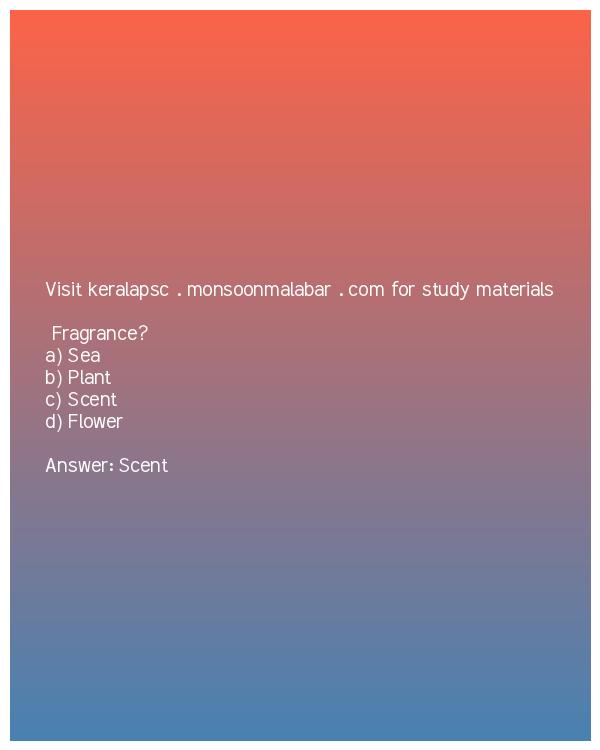 Visit keralapsc . monsoonmalabar . com for study materials
Fragrance?
a) Sea
b) Plant
c) Scent
d) Flower
Answer: Scent